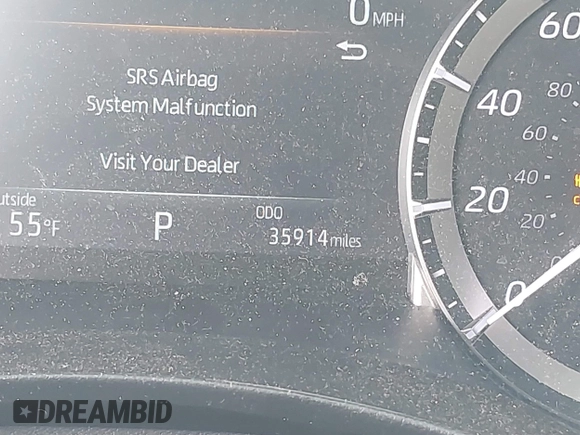 0 MPH
SRS Airbag
System Malfunction
Visit Your Dealer
55°F
P
ODO
35914 miles
60
80
40
60
40
20
20
0
DREAMBID